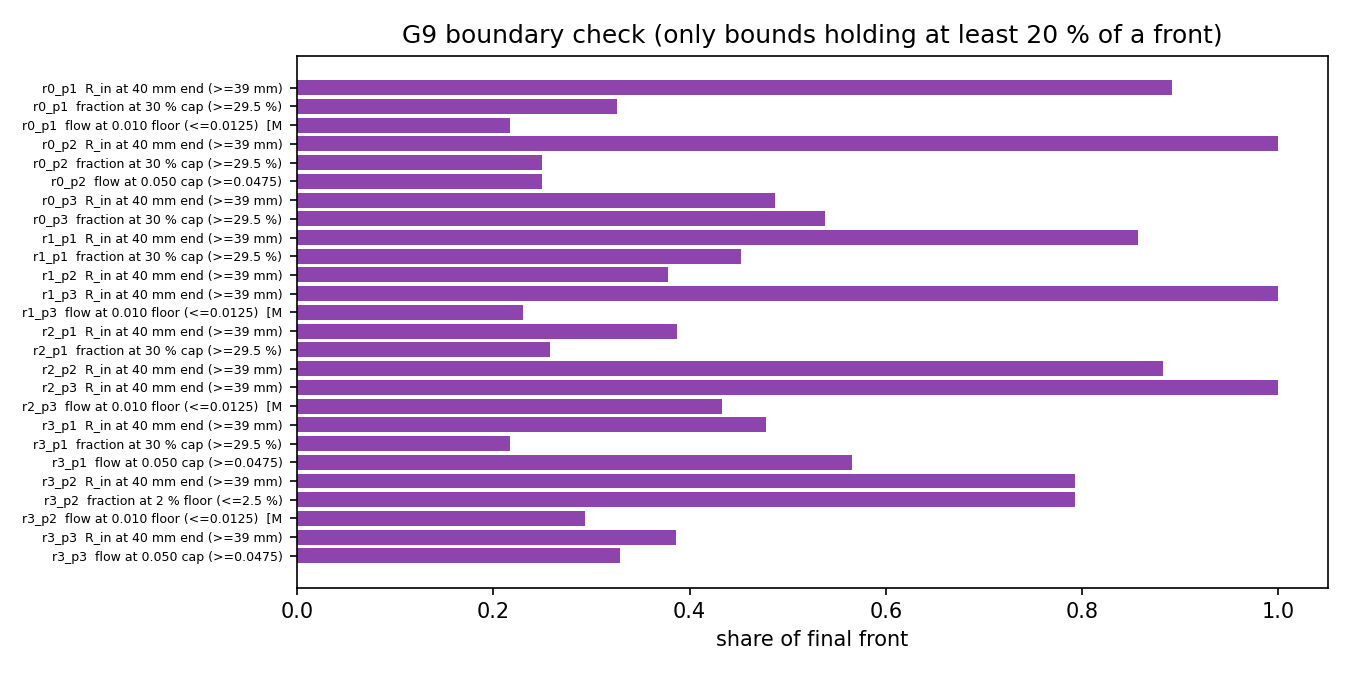 G9 boundary check (only bounds holding at least 20 % of a front)
r0_p1  R_in at 40 mm end (>=39 mm)
r0_p1  fraction at 30 % cap (>=29.5 %)
r0_p1  flow at 0.010 floor (<=0.0125)  [M
r0_p2  R_in at 40 mm end (>=39 mm)
r0_p2  fraction at 30 % cap (>=29.5 %)
r0_p2  flow at 0.050 cap (>=0.0475)
r0_p3  R_in at 40 mm end (>=39 mm)
r0_p3  fraction at 30 % cap (>=29.5 %)
r1_p1  R_in at 40 mm end (>=39 mm)
r1_p1  fraction at 30 % cap (>=29.5 %)
r1_p2  R_in at 40 mm end (>=39 mm)
r1_p3  R_in at 40 mm end (>=39 mm)
r1_p3  flow at 0.010 floor (<=0.0125)  [M
r2_p1  R_in at 40 mm end (>=39 mm)
r2_p1  fraction at 30 % cap (>=29.5 %)
r2_p2  R_in at 40 mm end (>=39 mm)
r2_p3  R_in at 40 mm end (>=39 mm)
r2_p3  flow at 0.010 floor (<=0.0125)  [M
r3_p1  R_in at 40 mm end (>=39 mm)
r3_p1  fraction at 30 % cap (>=29.5 %)
r3_p1  flow at 0.050 cap (>=0.0475)
r3_p2  R_in at 40 mm end (>=39 mm)
r3_p2  fraction at 2 % floor (<=2.5 %)
r3_p2  flow at 0.010 floor (<=0.0125)  [M
r3_p3  R_in at 40 mm end (>=39 mm)
r3_p3  flow at 0.050 cap (>=0.0475)
0.0 0.2 0.4 0.6 0.8 1.0
share of final front